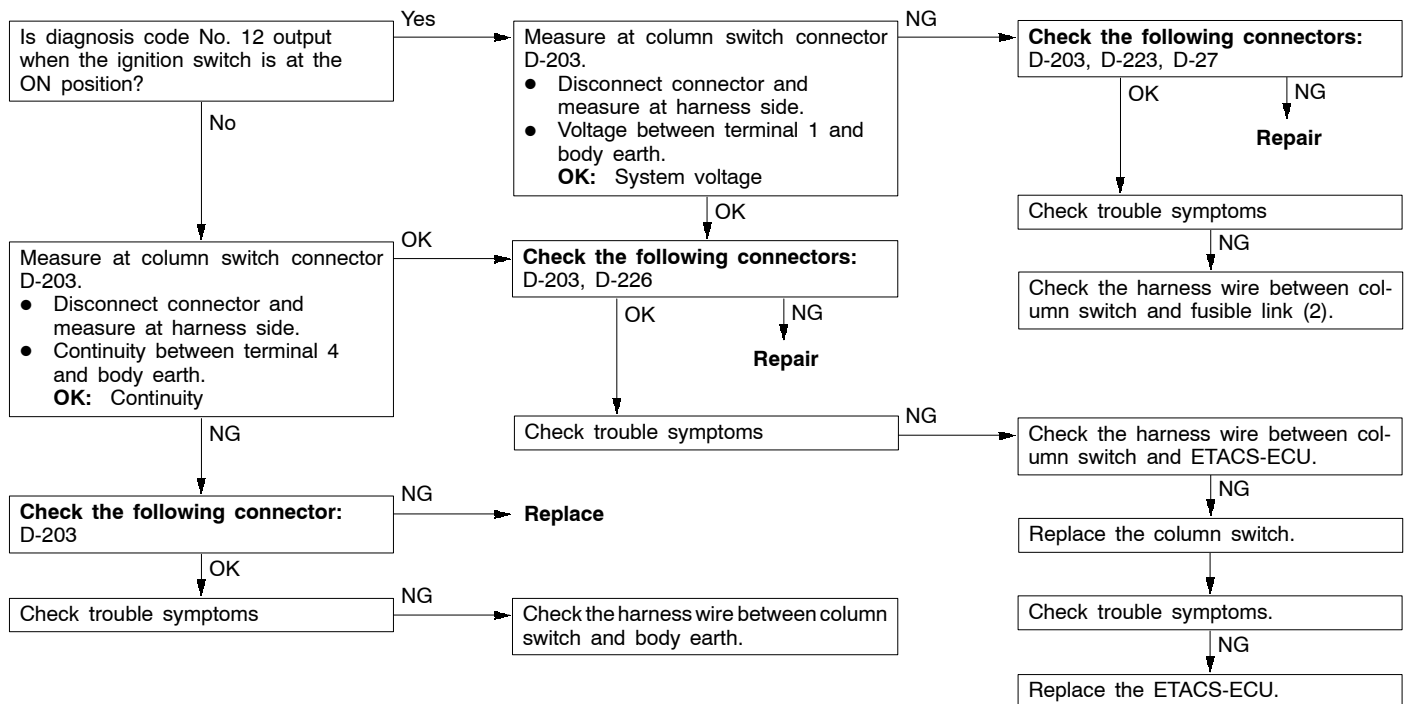 Is diagnosis code No. 12 output
when the ignition switch is at the
ON position?
Yes
No
Measure at column switch connector
D-203.
● Disconnect connector and
measure at harness side.
● Voltage between terminal 1 and
body earth.
OK: System voltage
NG
OK
Check the following connectors:
D-203, D-223, D-27
OK
NG
Repair
Check trouble symptoms
NG
Check the harness wire between col-
umn switch and fusible link (2).
Measure at column switch connector
D-203.
● Disconnect connector and
measure at harness side.
● Continuity between terminal 4
and body earth.
OK: Continuity
OK
NG
Check the following connectors:
D-203, D-226
OK
NG
Repair
Check trouble symptoms
NG
Check the harness wire between col-
umn switch and ETACS-ECU.
NG
Replace the column switch.
Check trouble symptoms.
NG
Replace the ETACS-ECU.
Check the following connector:
D-203
NG
Replace
OK
Check trouble symptoms
NG
Check the harness wire between column
switch and body earth.